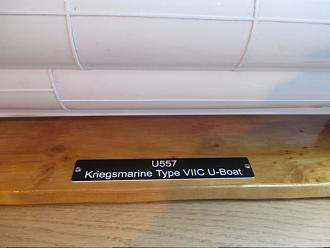 U557
Kriegsmarine Type VIIC U-Boat